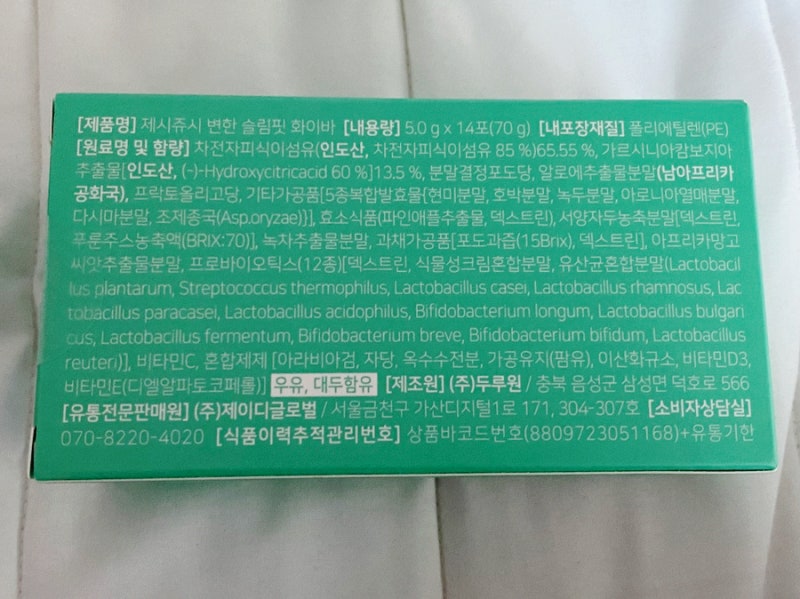 [제품명] 제시쥬시 변한 슬림핏 화이바 [내용량] 5.0 g x 14포(70 g) [내포장재질] 폴리에틸렌(PE)
[원료명 및 함량] 차전자피식이섬유(인도산, 차전자피식이섬유 85 %)65.55 %, 가르시니아캄보지아
추출물[인도산, (-)-Hydroxycitricacid 60 %]13.5 %, 분말결정포도당, 알로에추출물분말(남아프리카
공화국), 프락토올리고당, 기타가공품[5종복합발효물{현미분말, 호박분말, 녹두분말, 아로니아열매분말,
다시마분말, 조제종국(Asp.oryzae)}], 효소식품(파인애플추출물, 덱스트린), 서양자두농축분말[덱스트린,
푸룬주스농축액(BRIX:70)], 녹차추출물분말, 과채가공품[포도과즙(15Brix), 덱스트린], 아프리카망고
씨앗추출물분말, 프로바이오틱스(12종)[덱스트린, 식물성크림혼합분말, 유산균혼합분말(Lactobacil
lus plantarum, Streptococcus thermophilus, Lactobacillus casei, Lactobacillus rhamnosus, Lac
tobacillus paracasei, Lactobacillus acidophilus, Bifidobacterium longum, Lactobacillus bulgari
cus, Lactobacillus fermentum, Bifidobacterium breve, Bifidobacterium bifidum, Lactobacillus
reuteri)], 비타민C, 혼합제제 [아라비아검, 자당, 옥수수전분, 가공유지(팜유), 이산화규소, 비타민D3,
비타민E(디엘알파토코페롤)] 우유, 대두함유 [제조원] (주)두루원 / 충북 음성군 삼성면 덕호로 566
[유통전문판매원] (주)제이디글로벌 / 서울금천구 가산디지털1로 171, 304-307호 [소비자상담실]
070-8220-4020 [식품이력추적관리번호] 상품바코드번호(8809723051168)+유통기한